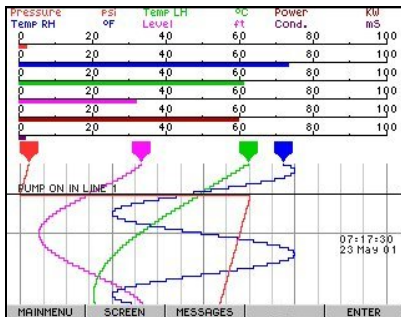 Pressure PSI Temp LH ºC Power KW
Temp RH ºF Level ft Cond. mS
0 20 40 60 80 100
0 20 40 60 80 100
0 20 40 60 80 100
0 20 40 60 80 100
0 20 40 60 80 100
0 20 40 60 80 100
PUMP ON IN LINE 1
07:17:30
23 May 01
MAINMENU SCREEN MESSAGES ENTER